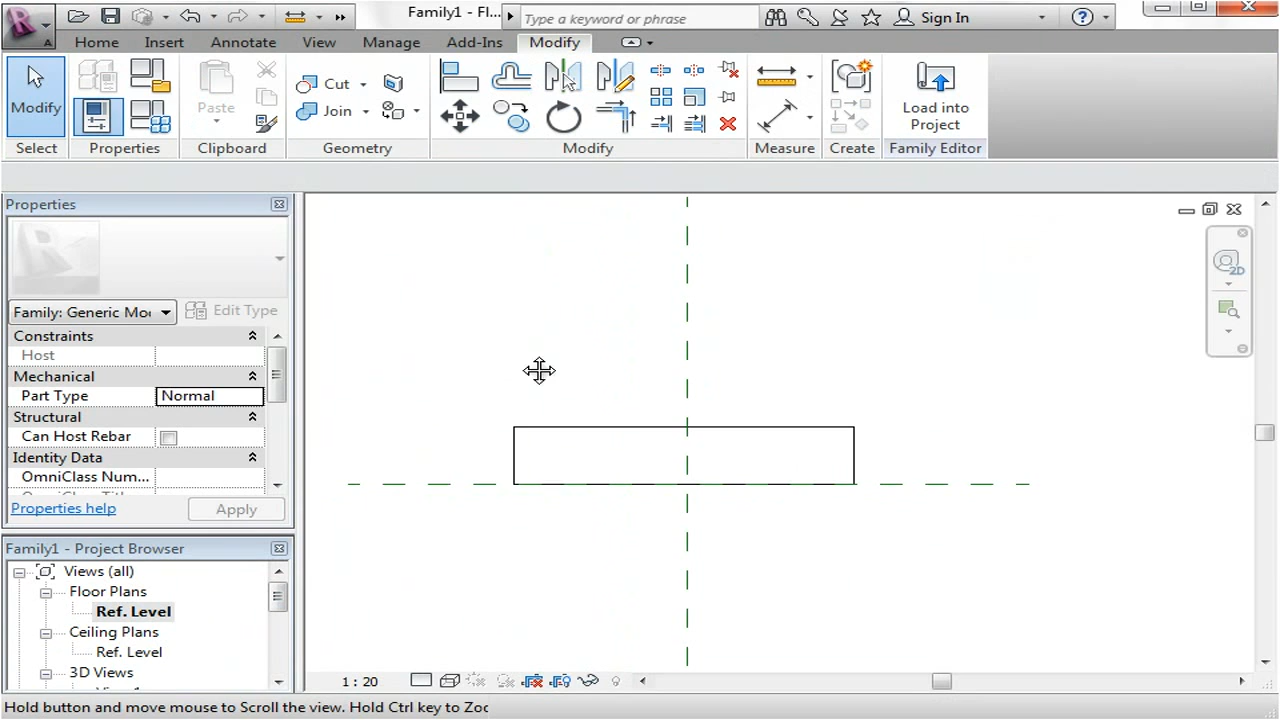 Family1 - Fl...
Type a keyword or phrase
Sign In
Home
Insert
Annotate
View
Manage
Add-Ins
Modify
Modify
Paste
Cut
Join
Load into
Project
Select
Properties
Clipboard
Geometry
Modify
Measure
Create
Family Editor
Properties
Family: Generic Mo
Edit Type
Constraints
Host
Mechanical
Part Type
Normal
Structural
Can Host Rebar
Identity Data
OmniClass Num...
Properties help
Apply
Family1 - Project Browser
Views (all)
Floor Plans
Ref. Level
Ceiling Plans
Ref. Level
3D Views
2D
1 : 20
Hold button and move mouse to Scroll the view. Hold Ctrl key to Zoo